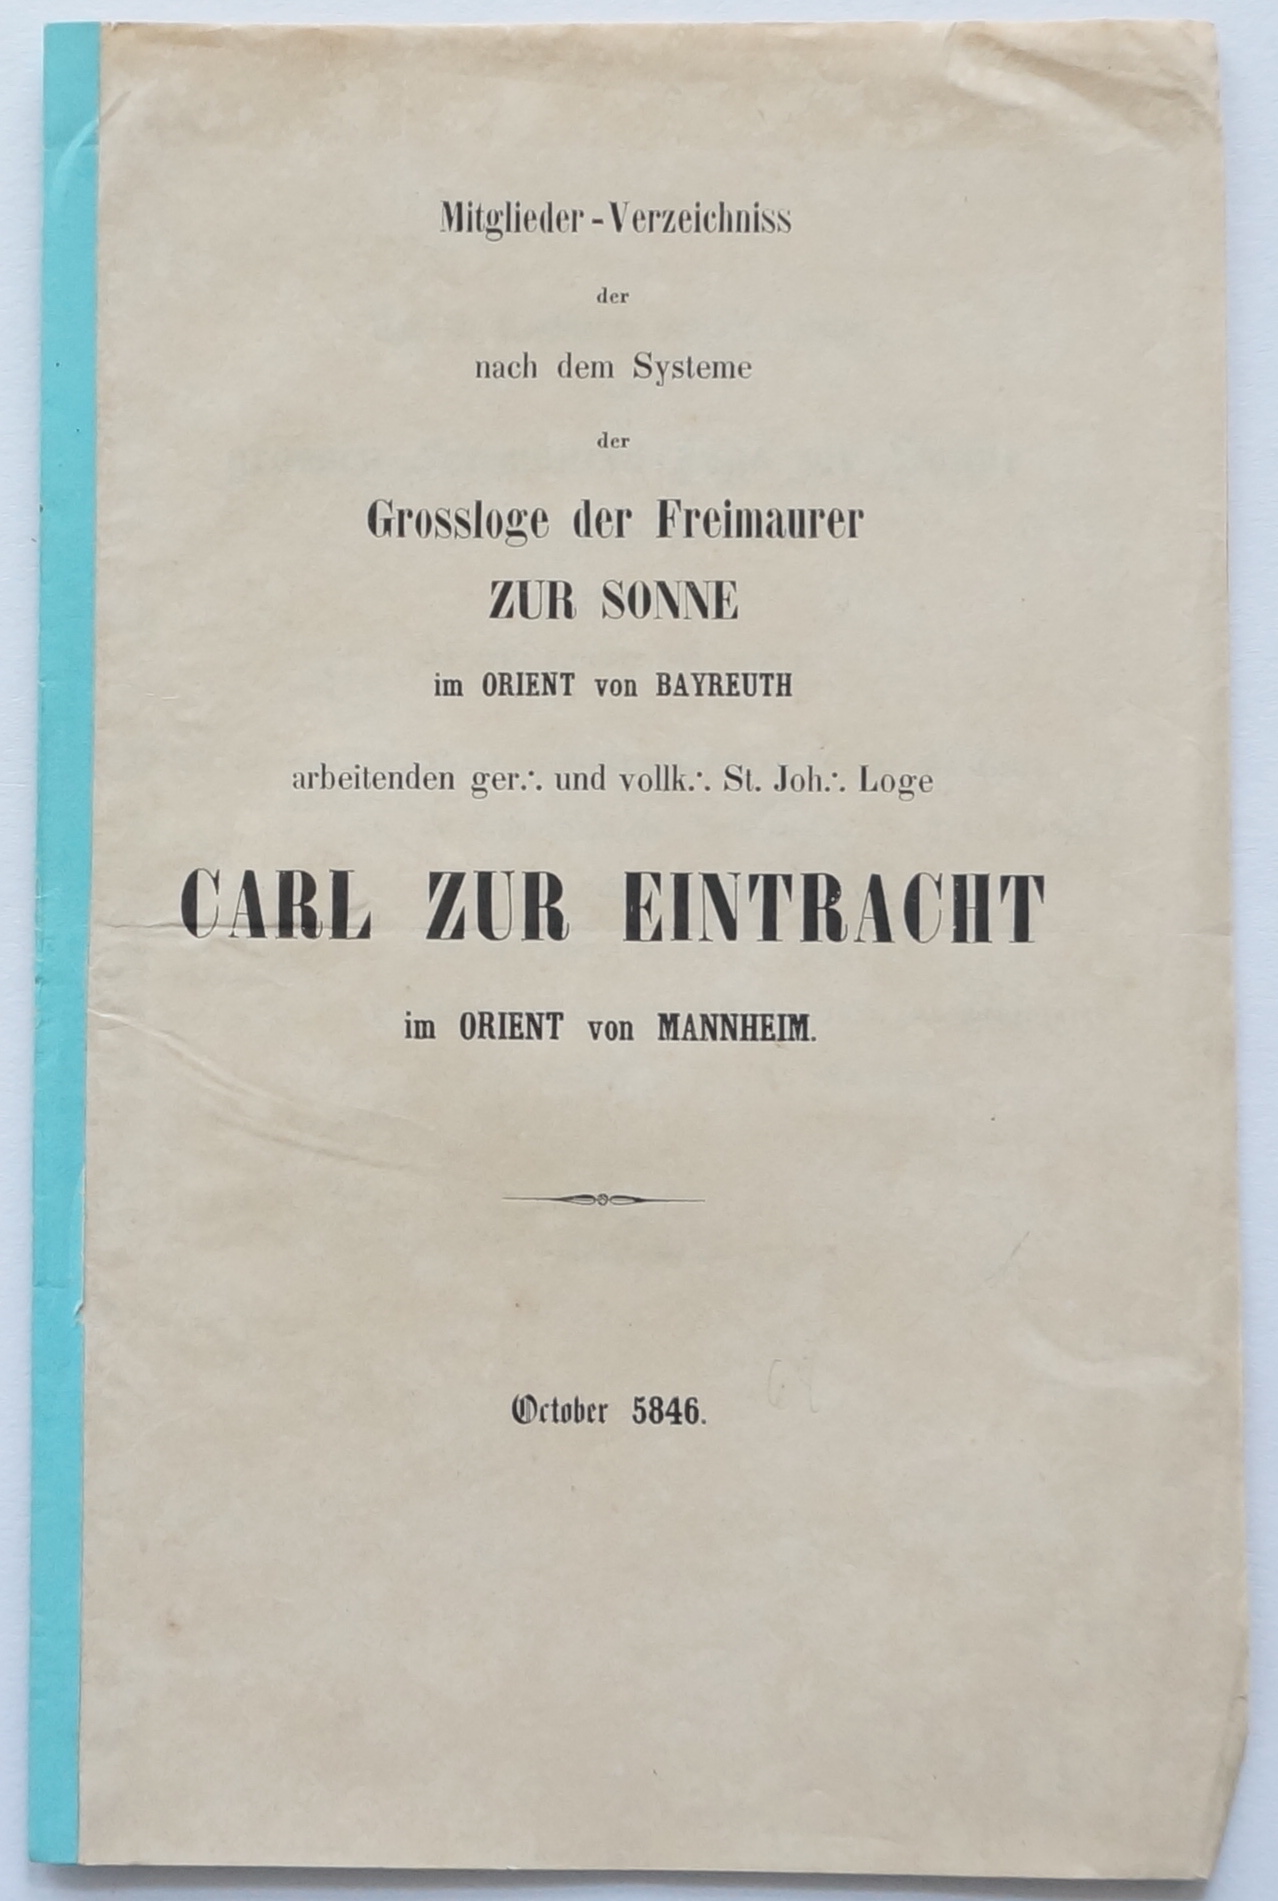 Mitglieder-Verzeichniss
der
nach dem Systeme
der
Grossloge der Freimaurer
ZUR SONNE
im ORIENT von BAYREUTH
arbeitenden ger.·. und vollk.·. St. Joh.·. Loge
CARL ZUR EINTRACHT
im ORIENT von MANNHEIM.
October 5846.